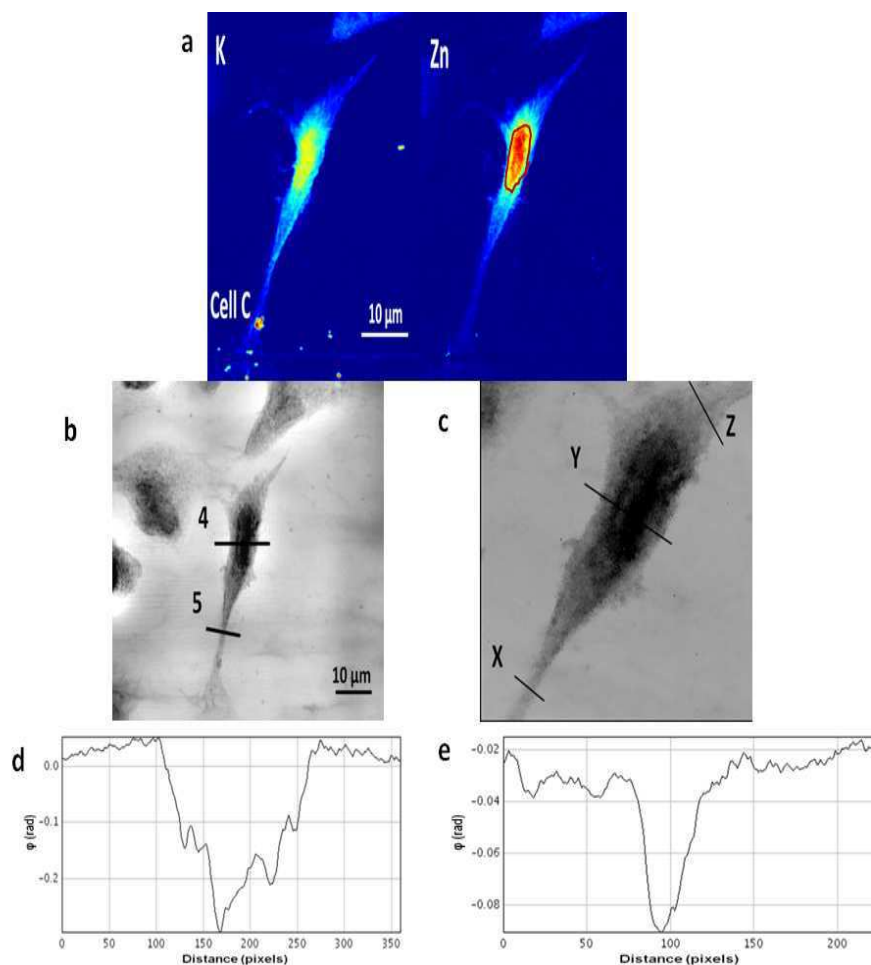 a
K
Zn
Cell C
10 µm
b
4
5
10 µm
c
Y
Z
X
d
0.0
-0.1
-0.2
φ (rad)
0 50 100 150 200 250 300 350
Distance (pixels)
e
-0.02
-0.04
-0.06
-0.08
φ (rad)
0 50 100 150 200
Distance (pixels)